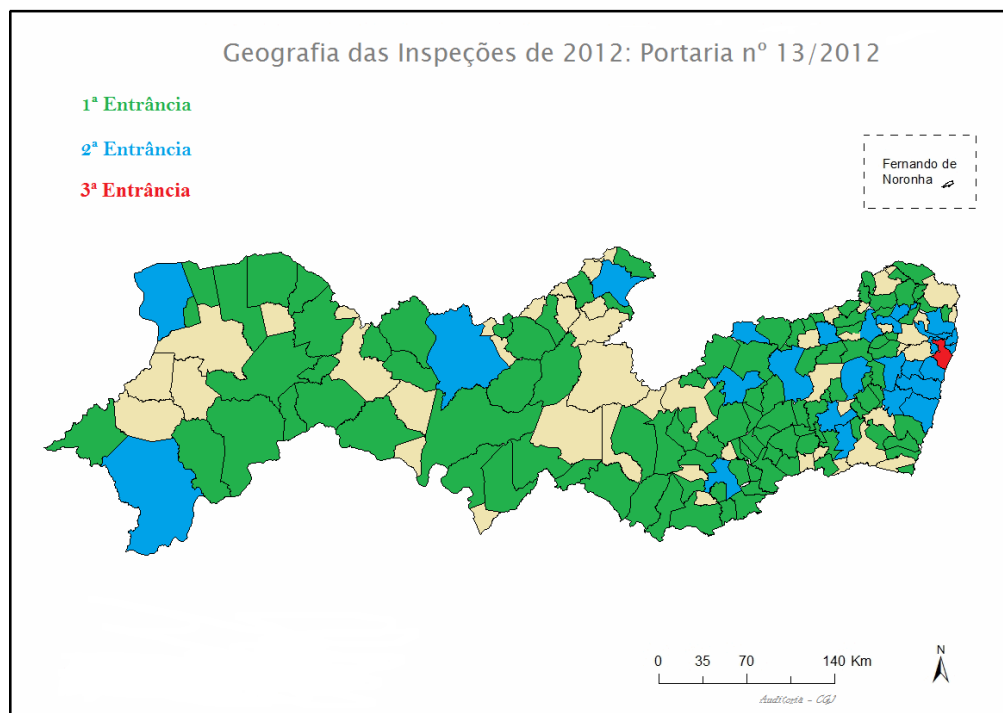 Geografia das Inspeções de 2012: Portaria nº 13/2012
1ª Entrância
2ª Entrância
3ª Entrância
Fernando de
Noronha
N
0 35 70 140 Km
Auditoria - CGJ